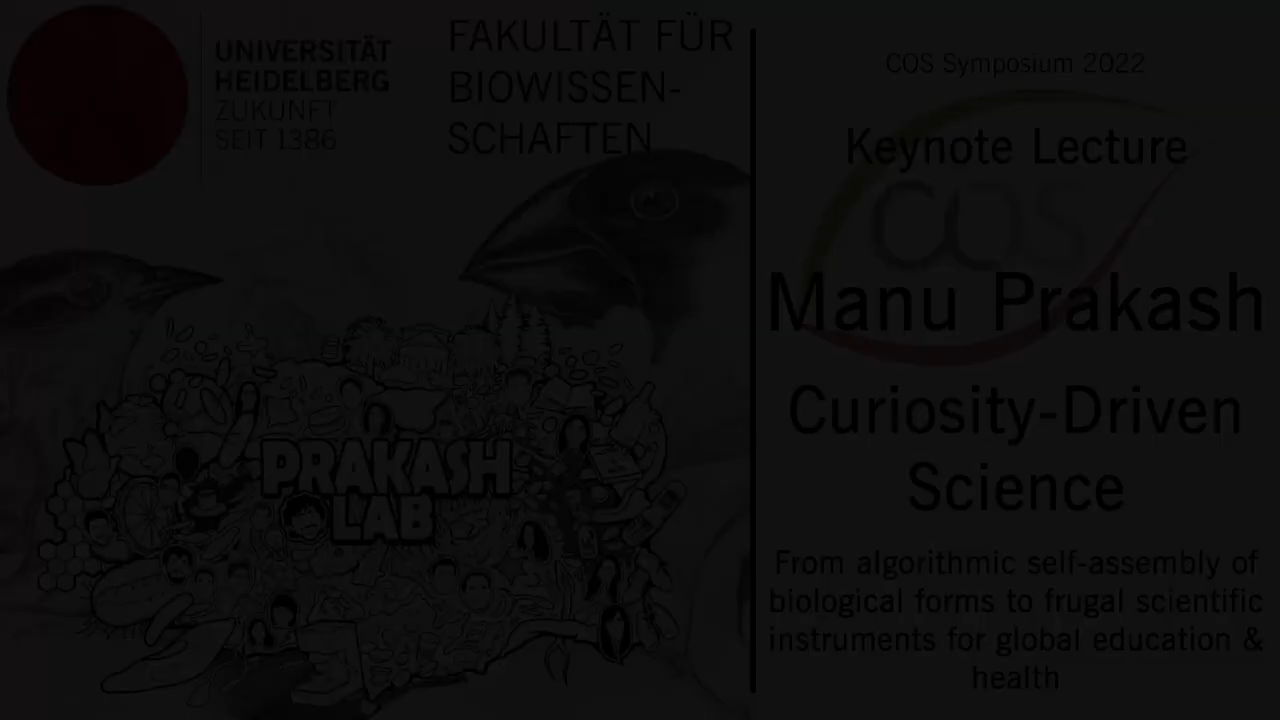 UNIVERSITÄT
HEIDELBERG
ZUKUNFT
SEIT 1386
FAKULTÄT FÜR
BIOWISSEN-
SCHAFTEN
PRAKASH
LAB
COS Symposium 2022
Keynote Lecture
COS
Manu Prakash
Curiosity-Driven
Science
From algorithmic self-assembly of
biological forms to frugal scientific
instruments for global education &
health